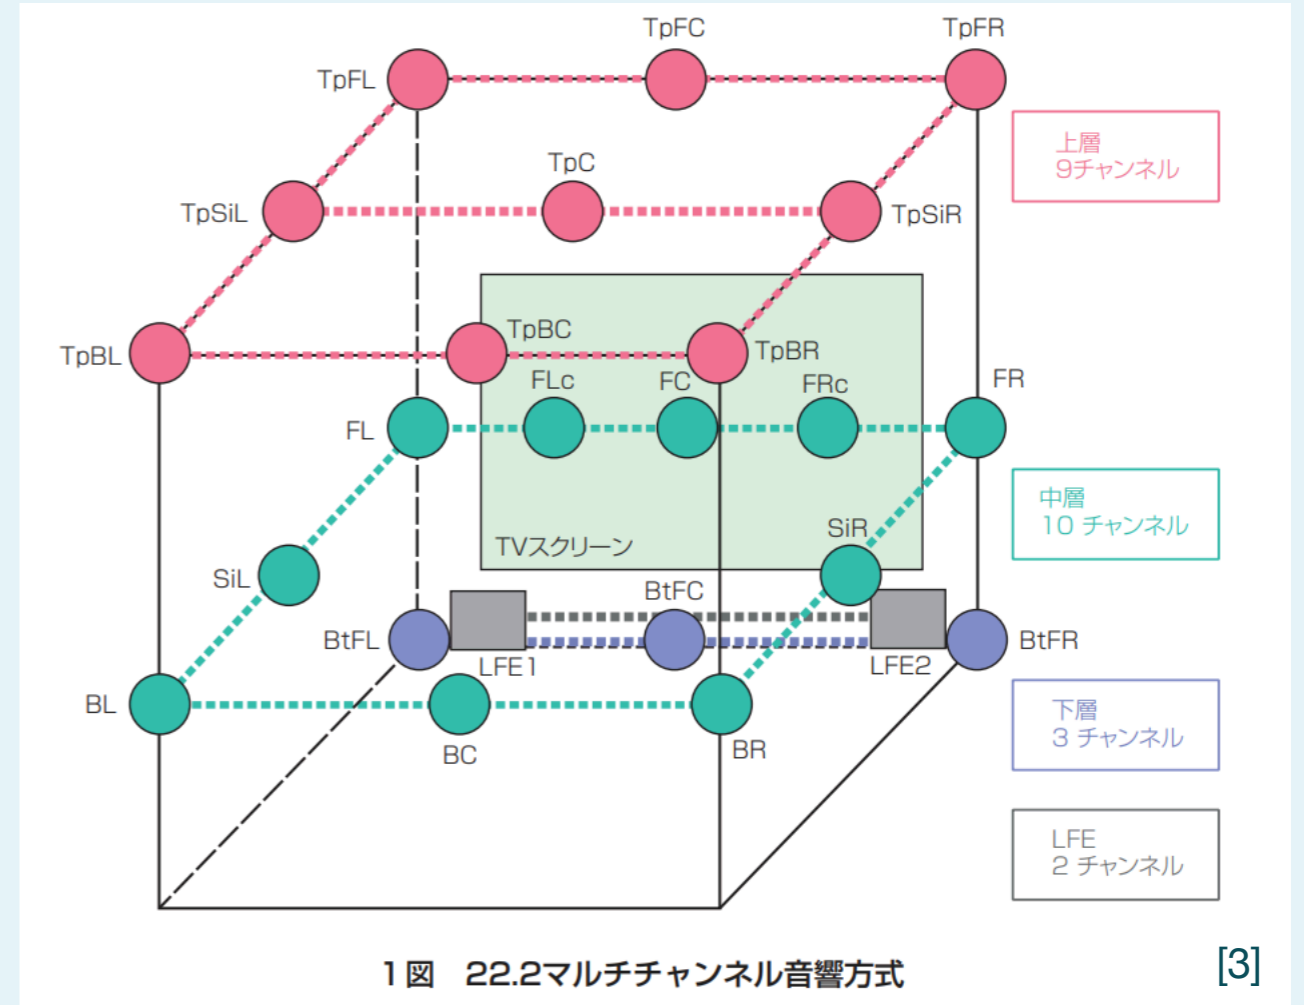 TpFC
TpFR
TpFL
上層
9チャンネル
TpC
TpSiL
TpSiR
TpBC
TpBL
TpBR
FLc
FC
FRc
FR
FL
中層
10 チャンネル
SiR
TVスクリーン
SiL
BtFC
BtFL
BtFR
LFE1
LFE2
BL
下層
3 チャンネル
BC
BR
LFE
2 チャンネル
1図 22.2マルチチャンネル音響方式
[3]